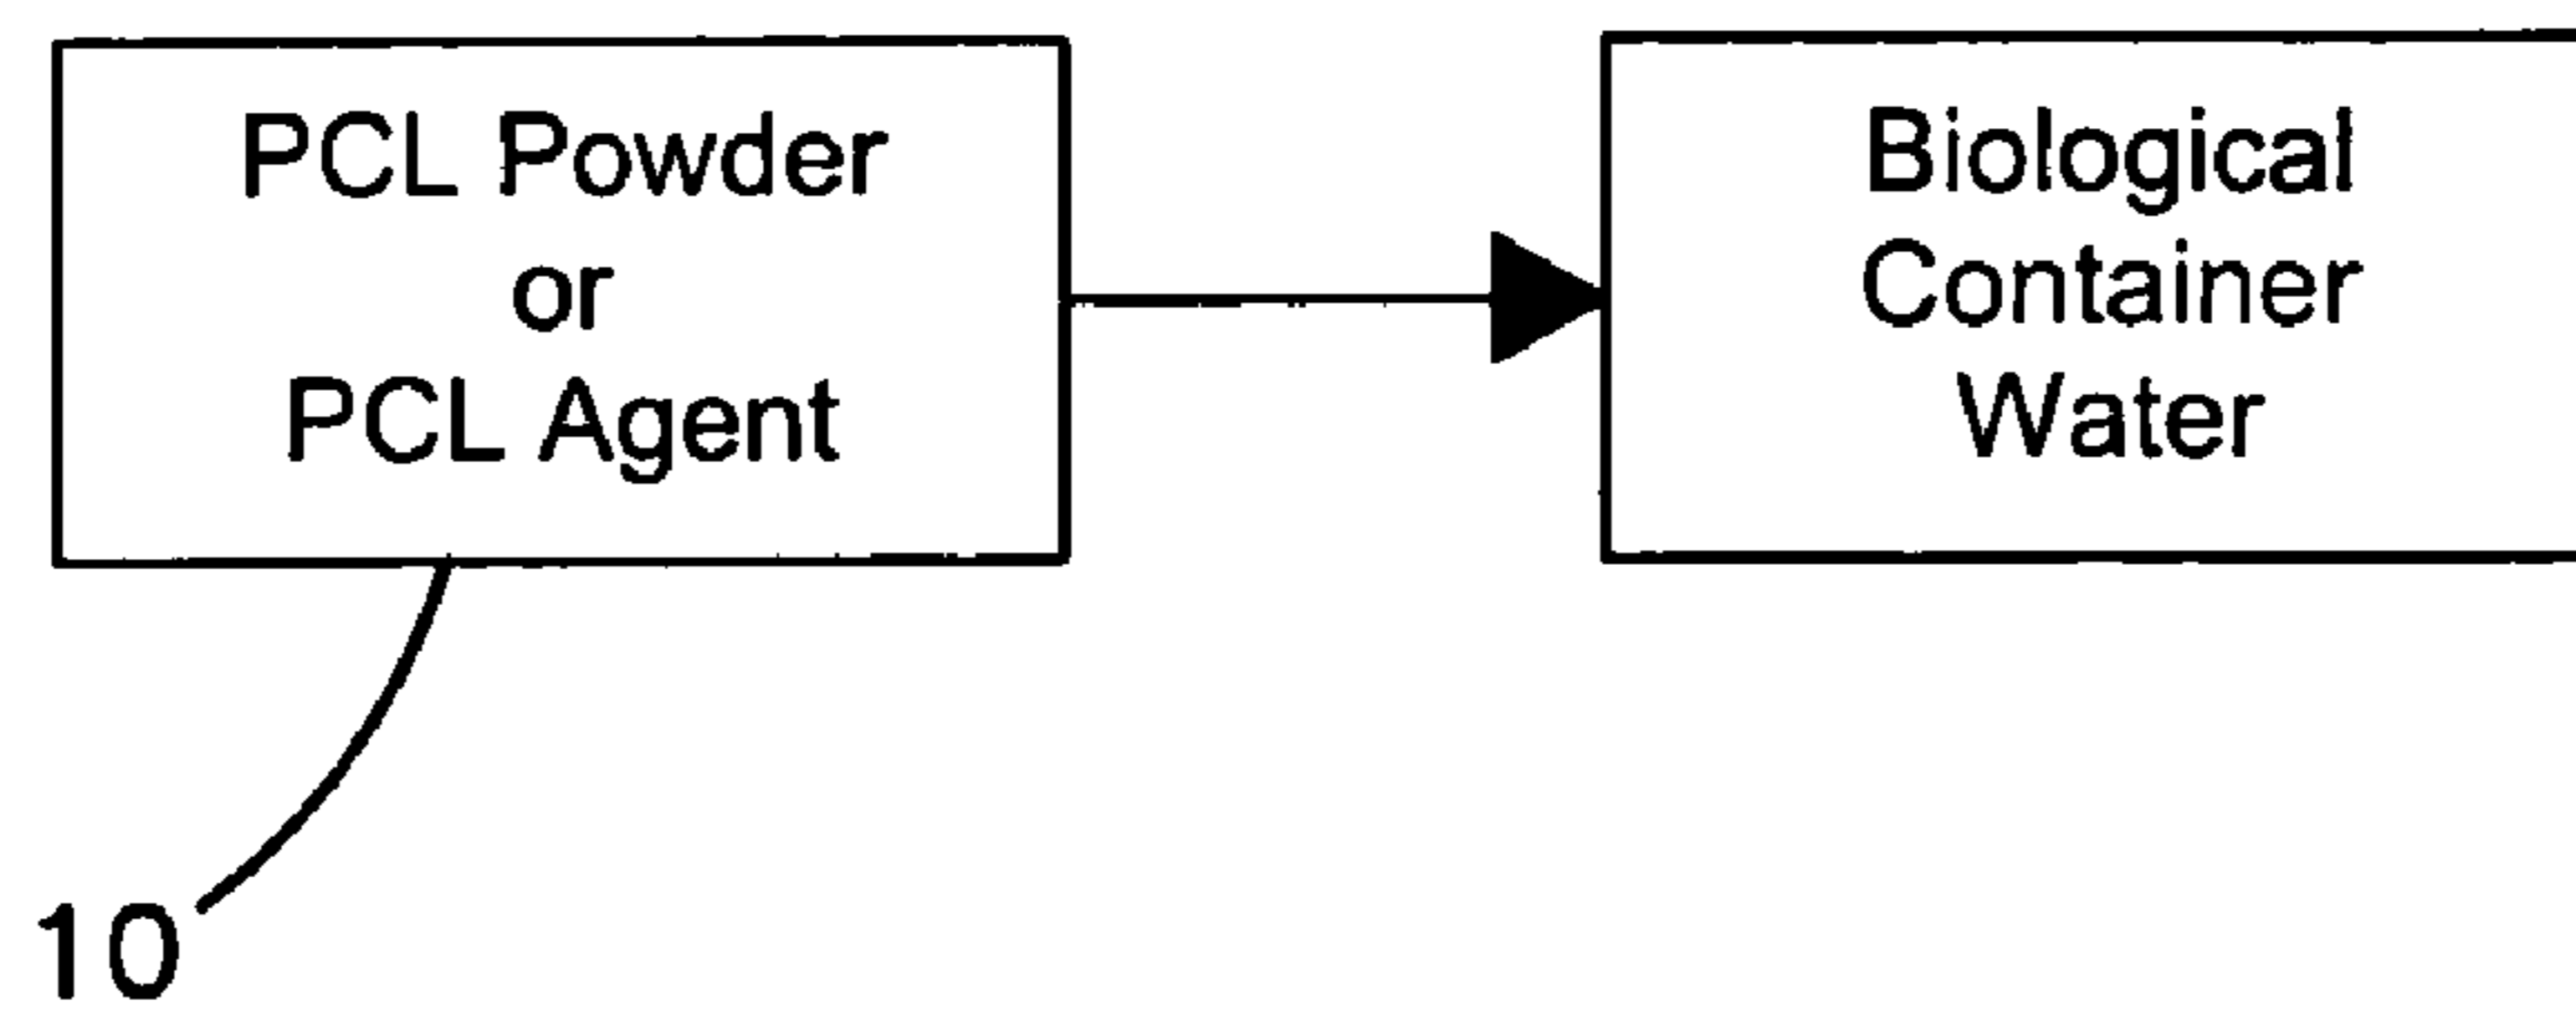 PCL Powder
or
PCL Agent
Biological
Container
Water
10